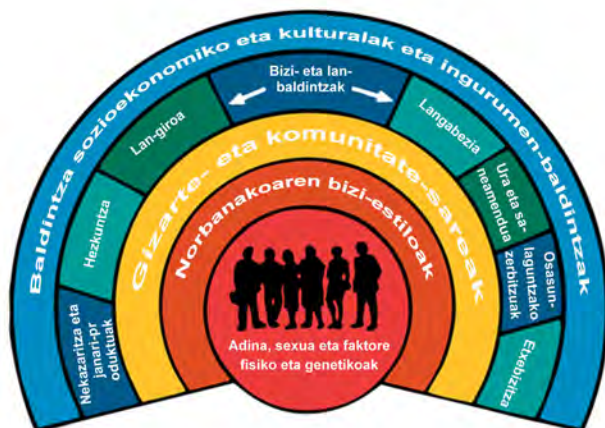 Baldintza sozioekonomiko eta kulturalak eta ingurumen-baldintzak
Bizi- eta lan-
baldintzak
Lan-giroa
Langabezia
Hezkuntza
Ura eta sa-
neamendua
Nekazaritza eta
janari-pr
oduktuak
Osasun-
laguntzako
zerbitzuak
Etxebizitza
Gizarte- eta komunitate-sareak
Norbanakoaren bizi-estiloak
Adina, sexua eta faktore
fisiko eta genetikoak